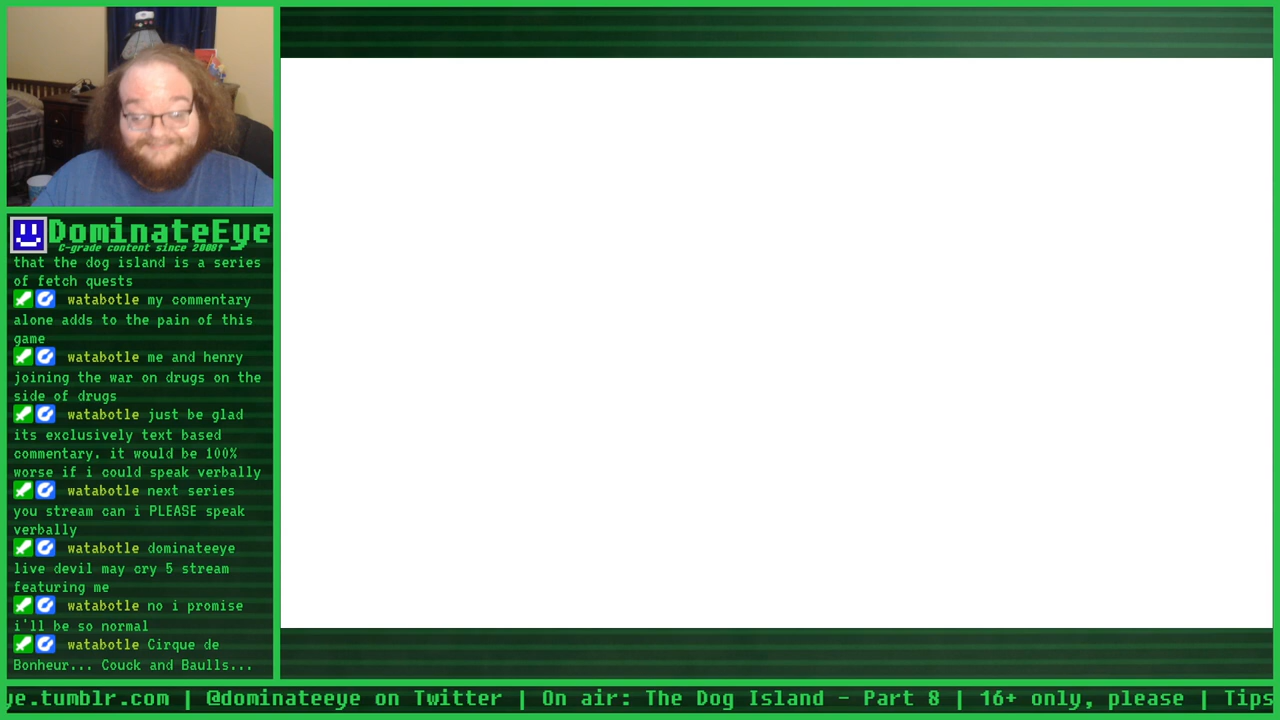 DominateEye
C-grade content since 2008!
that the dog island is a series
of fetch quests
watabotle my commentary
alone adds to the pain of this
game
watabotle me and henry
joining the war on drugs on the
side of drugs
watabotle just be glad
its exclusively text based
commentary. it would be 100%
worse if i could speak verbally
watabotle next series
you stream can i PLEASE speak
verbally
watabotle dominateeye
live devil may cry 5 stream
featuring me
watabotle no i promise
i'll be so normal
watabotle Cirque de
Bonheur... Couck and Baulls...
ye.tumblr.com | @dominateeye on Twitter | On air: The Dog Island - Part 8 | 16+ only, please | Tips